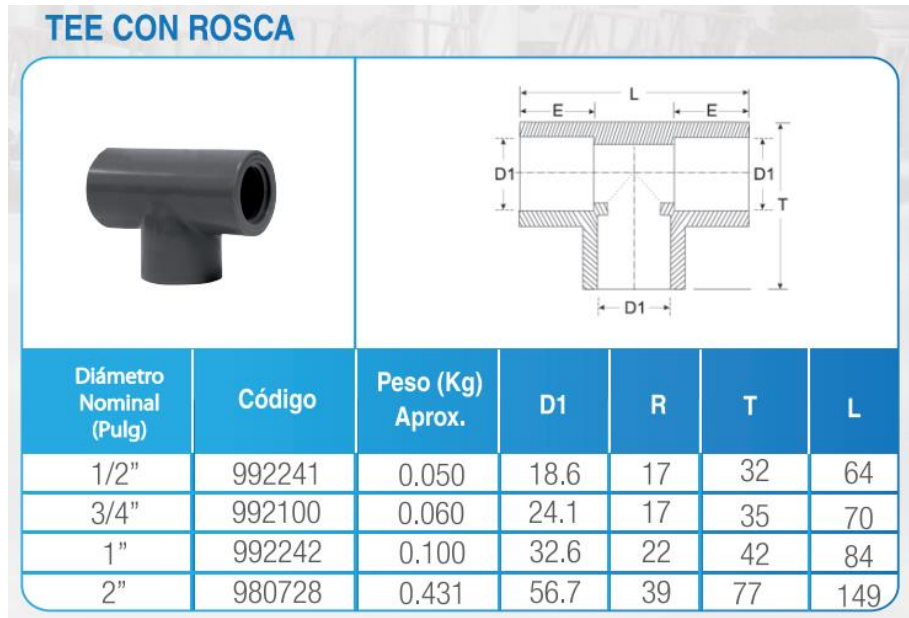 TEE CON ROSCA
L
E E
D1 D1
T
D1
Diámetro
Nominal
(Pulg)
Código
Peso (Kg)
Aprox.
D1
R
T
L
1/2” 992241 0.050 18.6 17 32 64
3/4” 992100 0.060 24.1 17 35 70
1” 992242 0.100 32.6 22 42 84
2” 980728 0.431 56.7 39 77 149